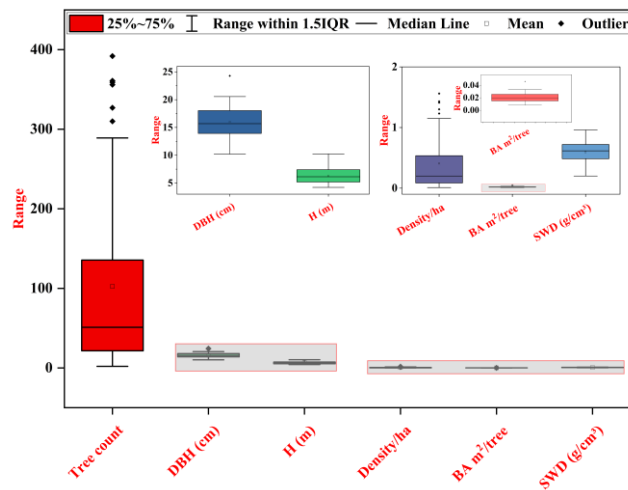 25%~75% Range within 1.5IQR Median Line Mean Outlier
400
300
200
100
0
Range
25
20
15
10
5
Range
DBH (cm)
H (m)
2
1
0
Range
0.04
0.02
0.00
Range
BA m²/tree
Density/ha
BA m²/tree
SWD (g/cm³)
Tree count
DBH (cm)
H (m)
Density/ha
BA m²/tree
SWD (g/cm³)